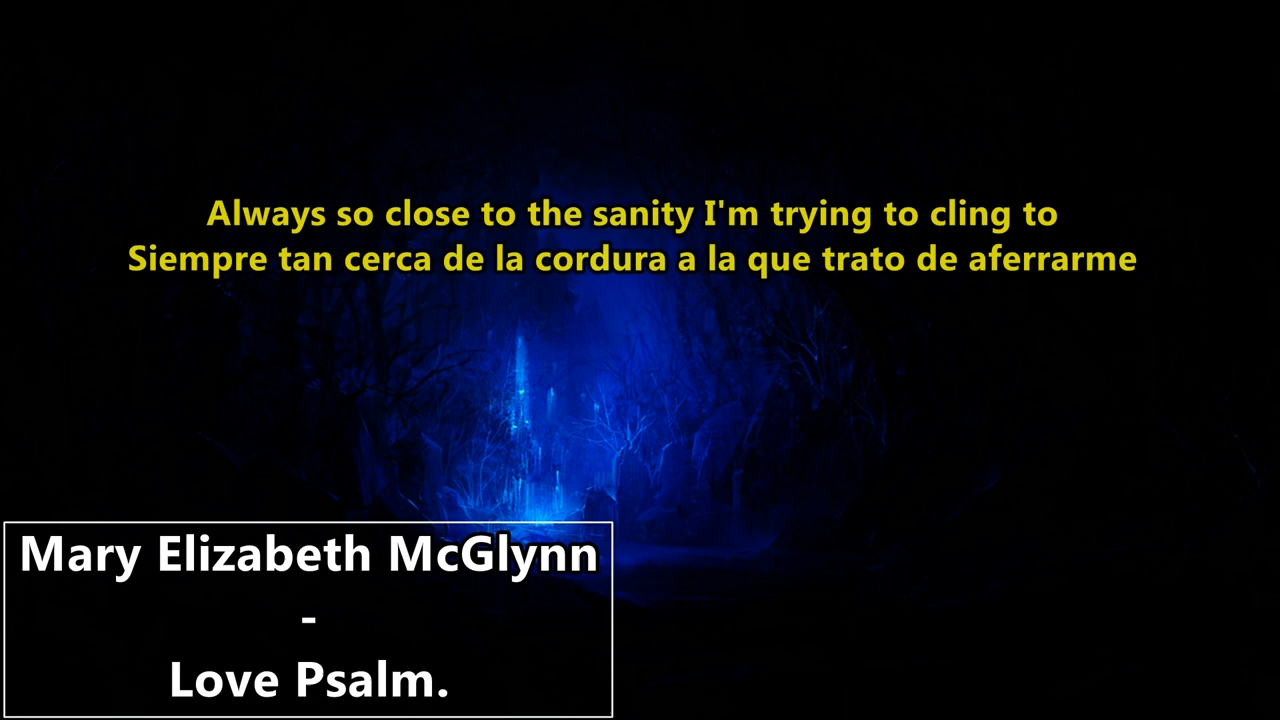 Always so close to the sanity I'm trying to cling to
Siempre tan cerca de la cordura a la que trato de aferrarme
Mary Elizabeth McGlynn
-
Love Psalm.